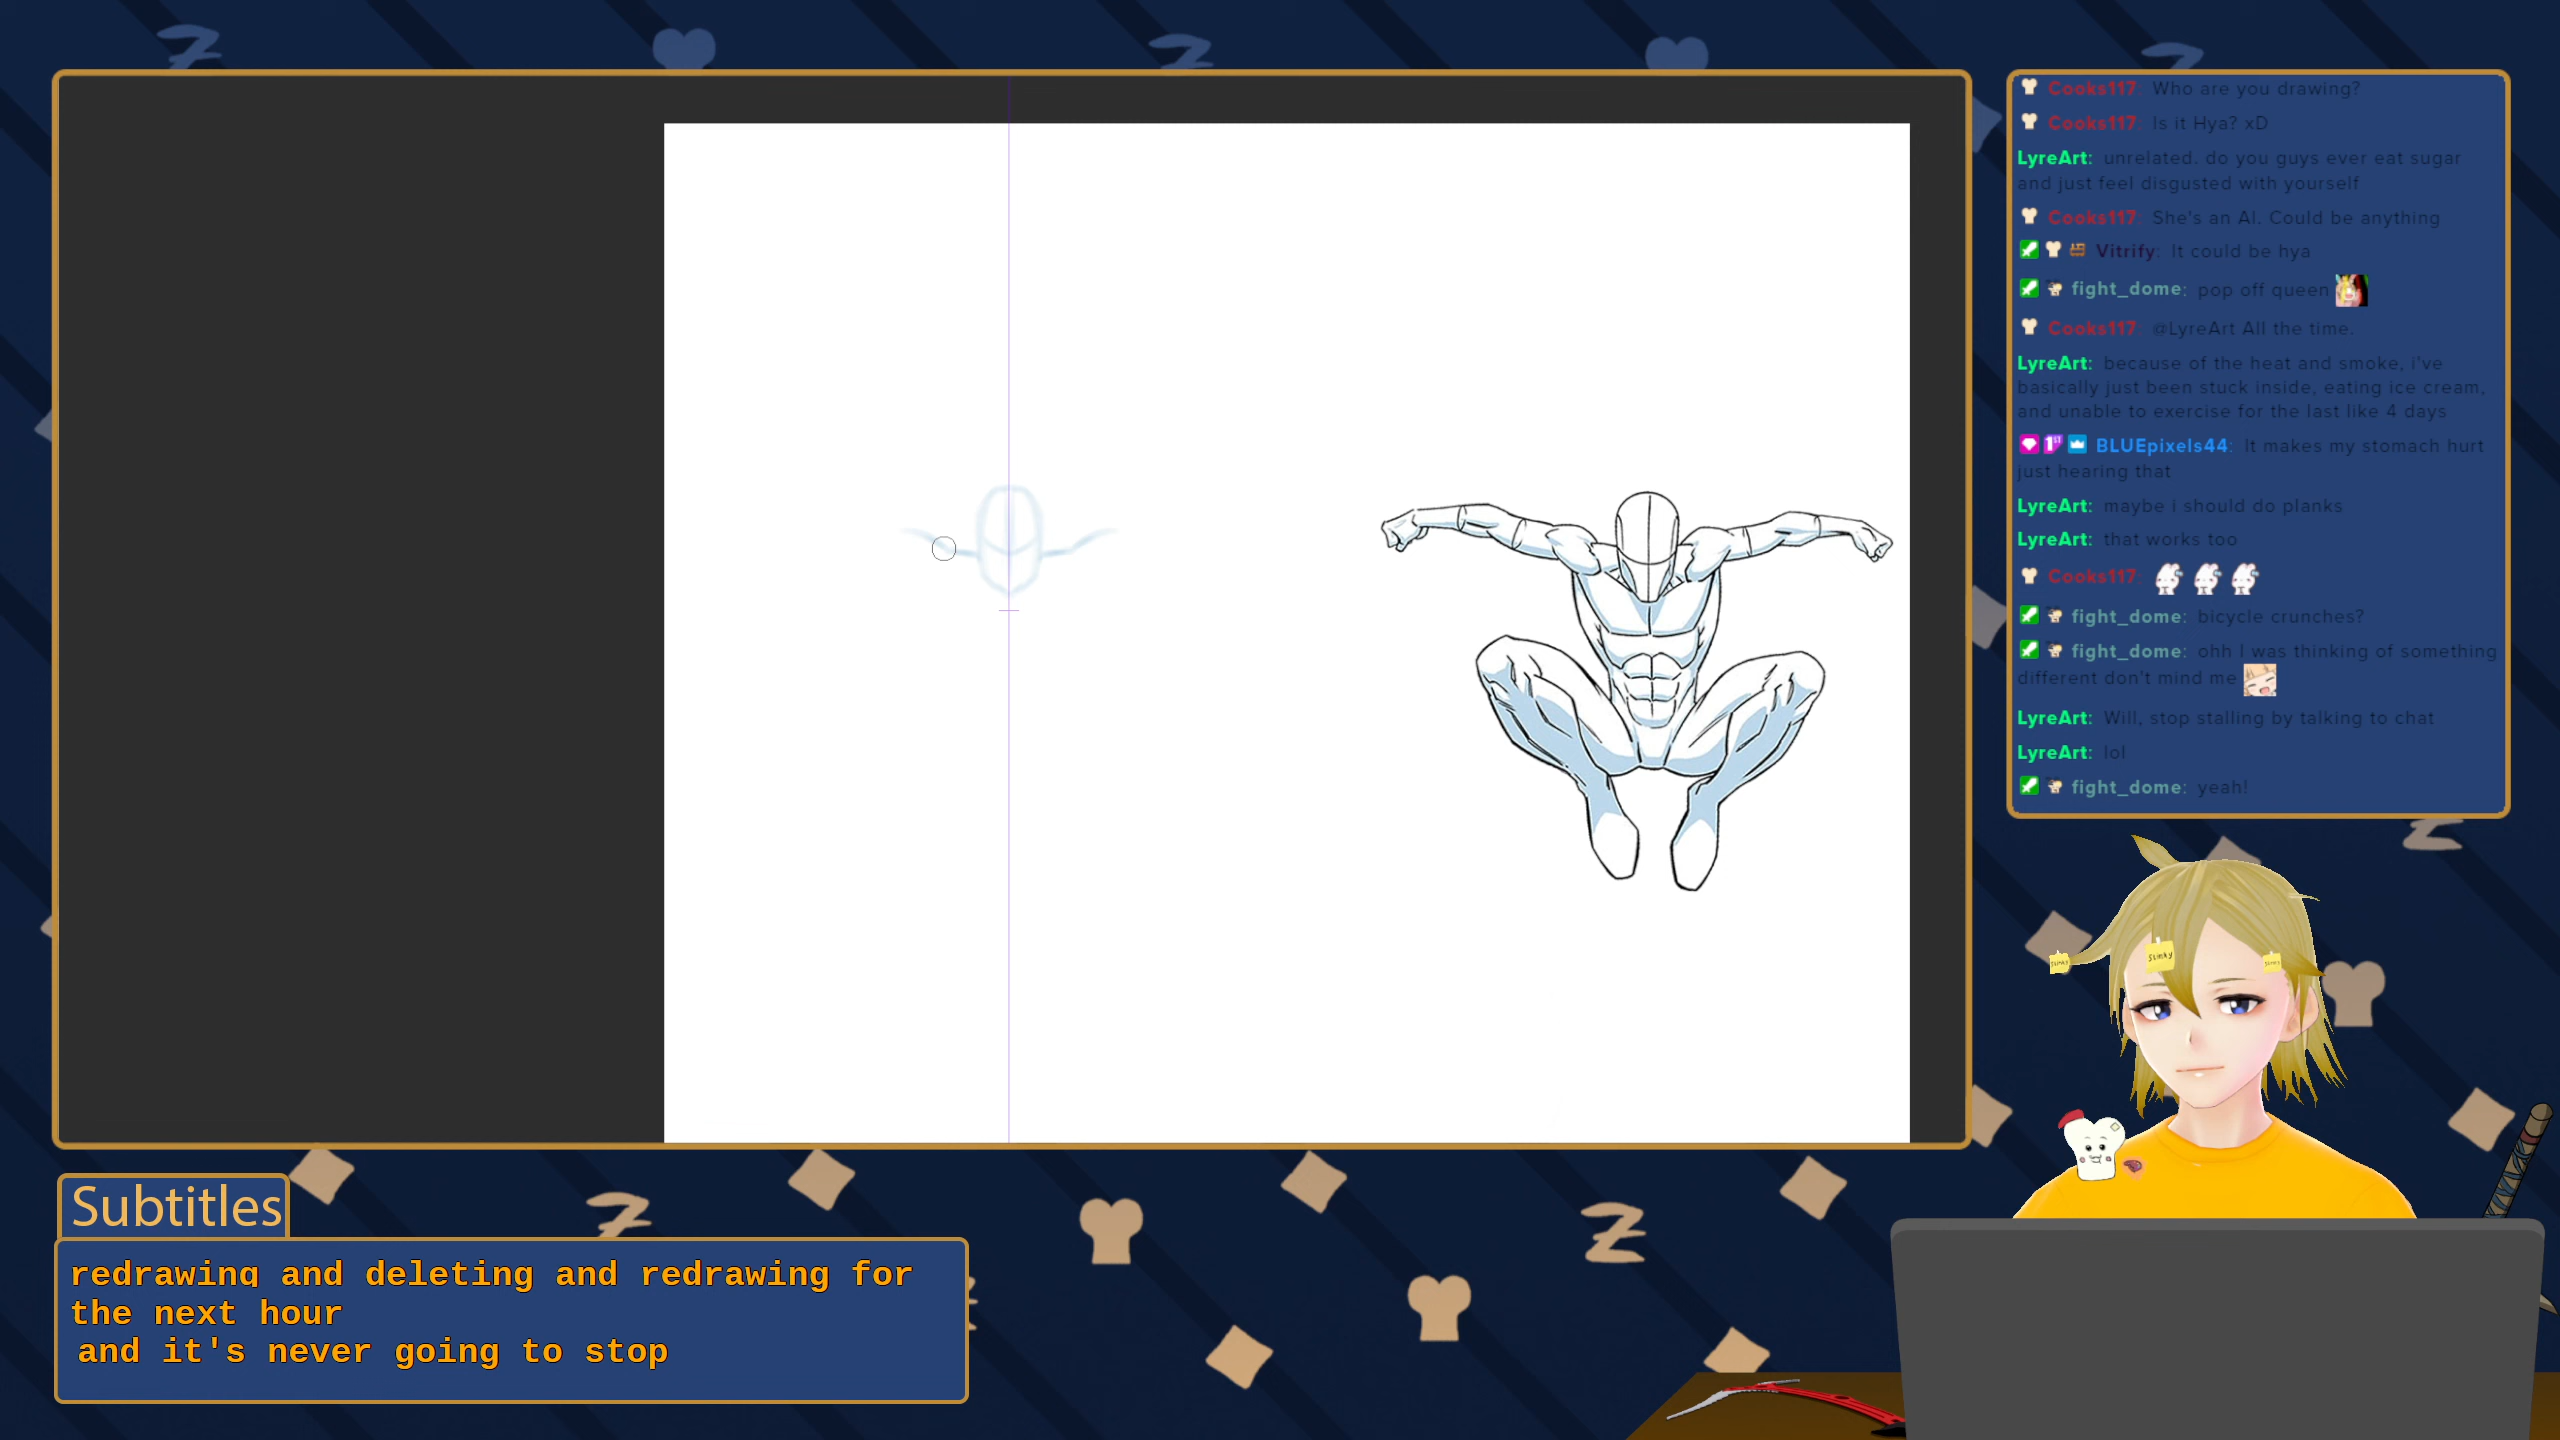 Cooks117: Who are you drawing?
Cooks117: Is it Hya? xD
LyreArt: unrelated. do you guys ever eat sugar
and just feel disgusted with yourself
Cooks117: She's an AI. Could be anything
Vitrify: It could be hya
fight_dome: pop off queen
Cooks117: @LyreArt All the time.
LyreArt: because of the heat and smoke, i've
basically just been stuck inside, eating ice cream,
and unable to exercise for the last like 4 days
BLUEpixels44: It makes my stomach hurt
just hearing that
LyreArt: maybe i should do planks
LyreArt: that works too
Cooks117:
fight_dome: bicycle crunches?
fight_dome: ohh I was thinking of something
different don't mind me
LyreArt: Will, stop stalling by talking to chat
LyreArt: lol
fight_dome: yeah!
Stinky
Stinky
Stinky
Subtitles
redrawing and deleting and redrawing for
the next hour
and it's never going to stop